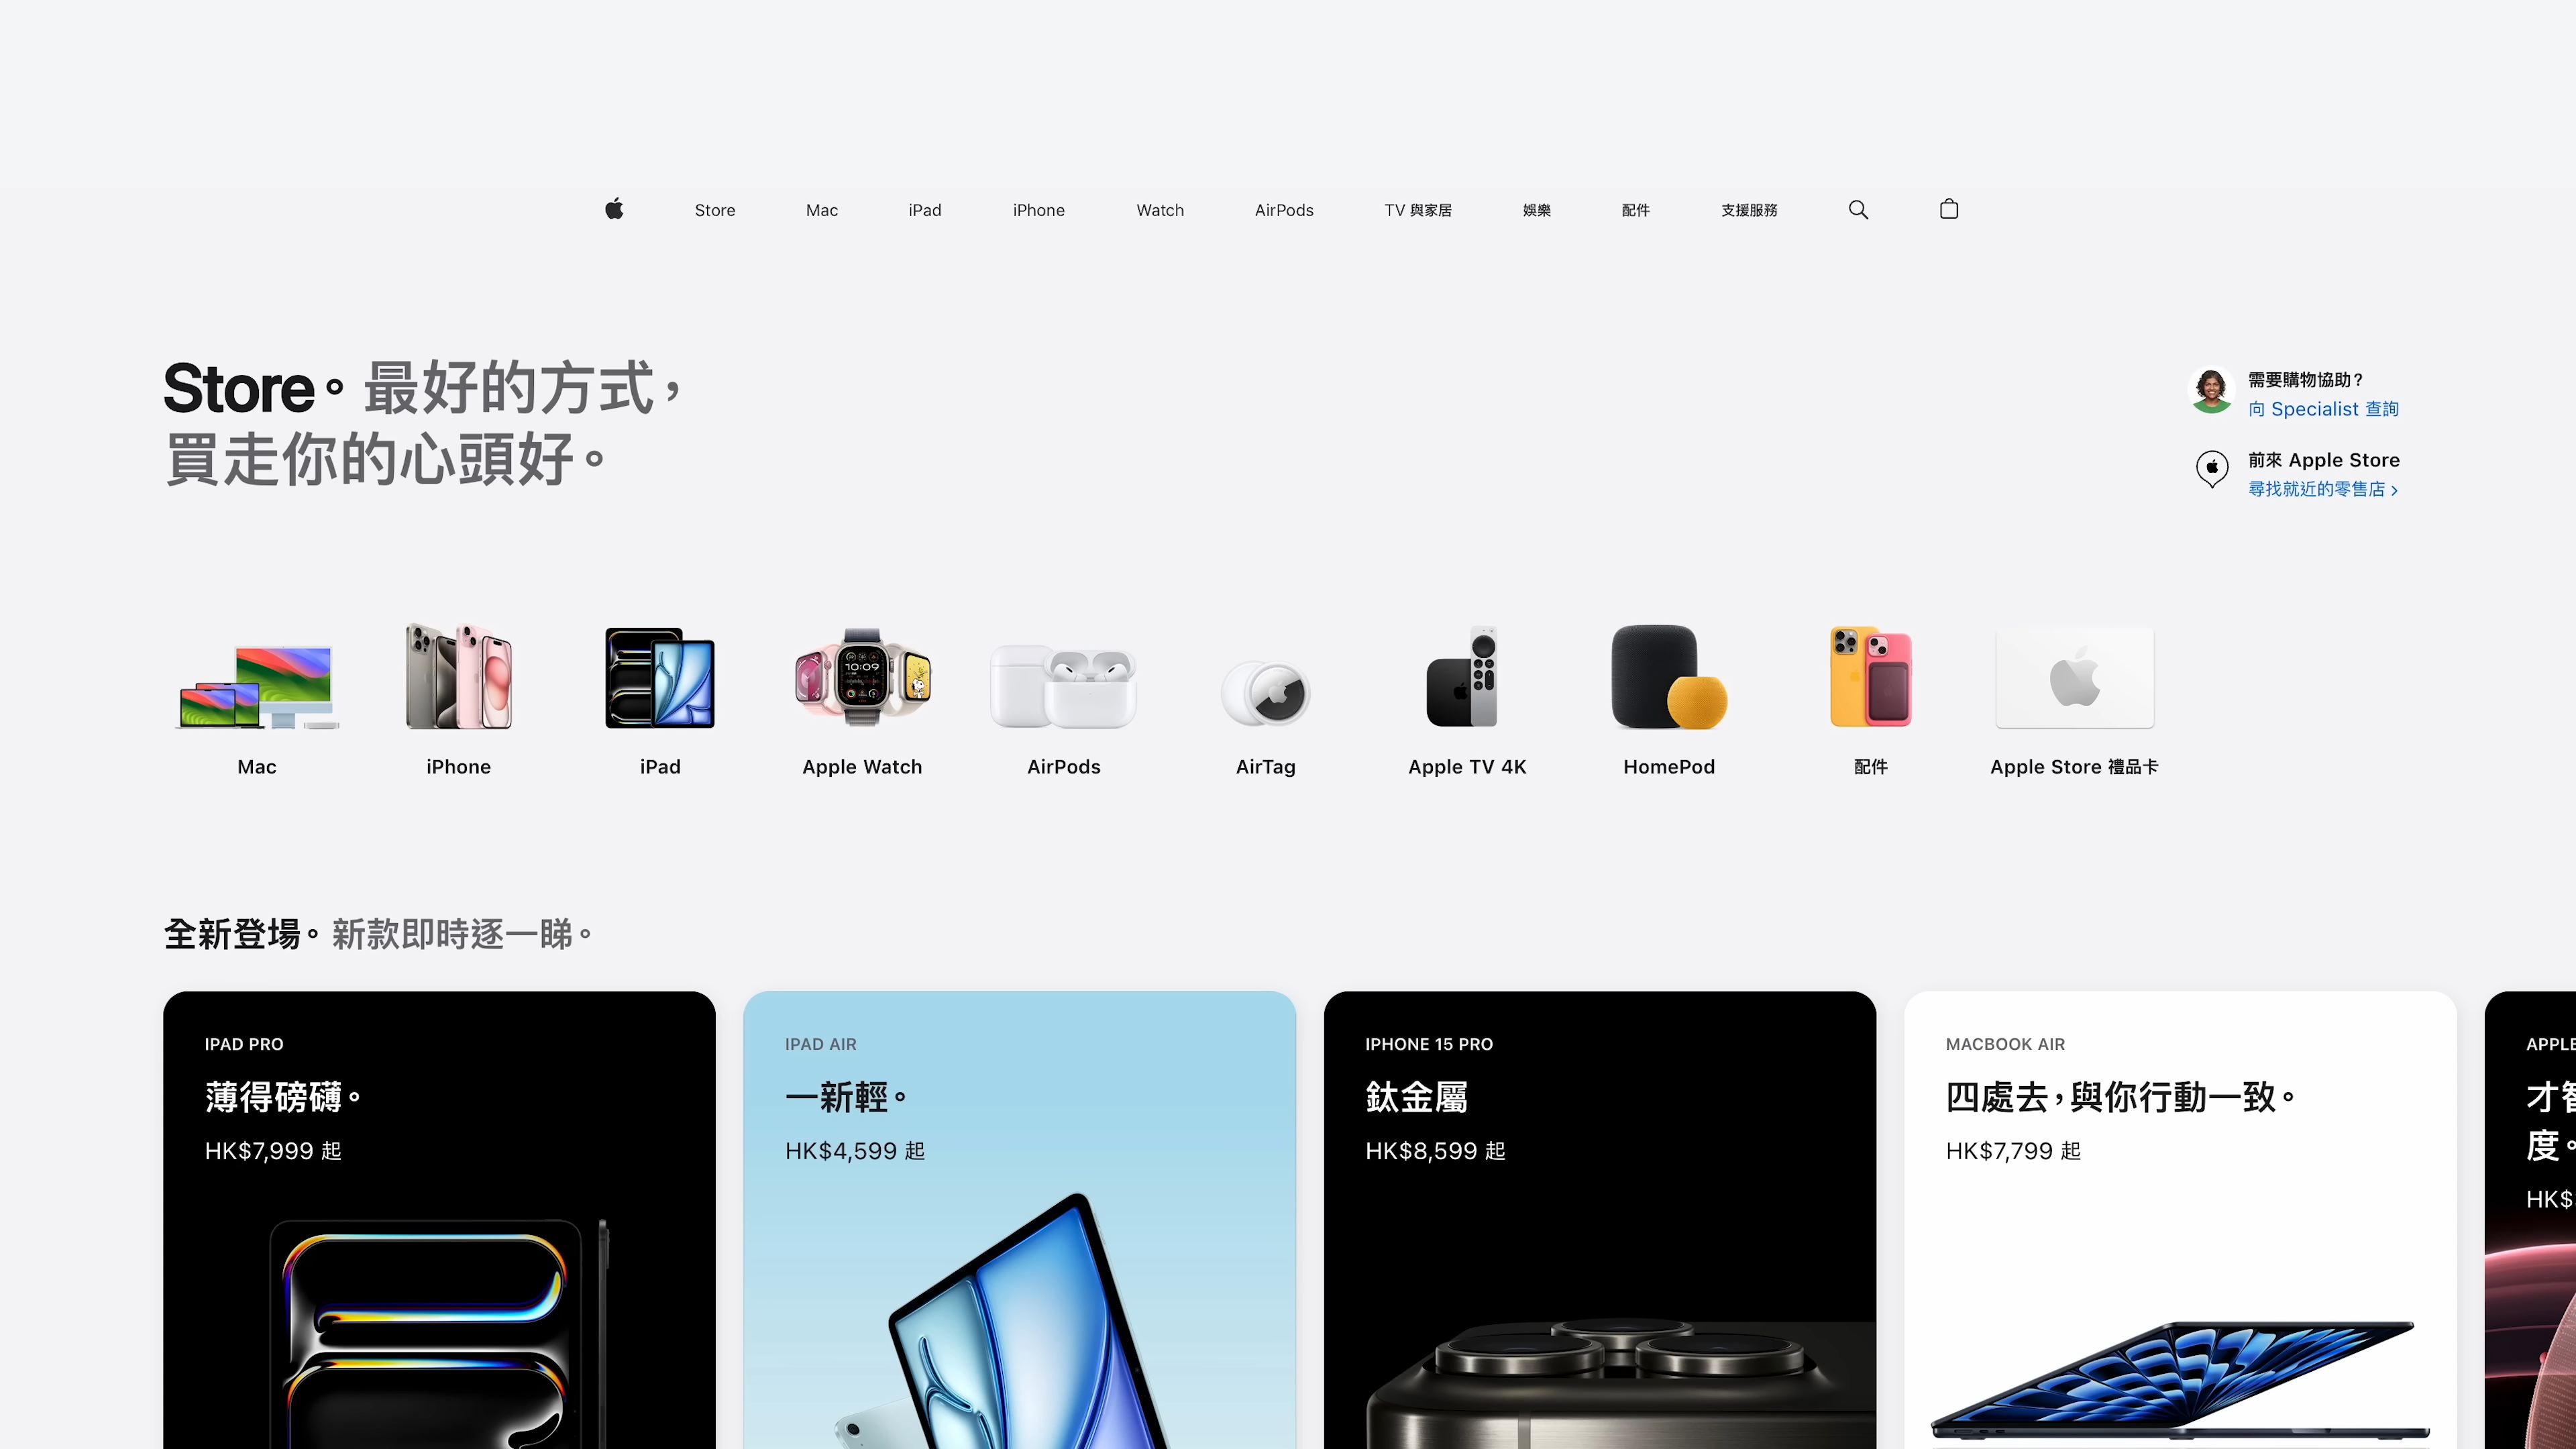 Store
Mac
iPad
iPhone
Watch
AirPods
TV 與家居
娛樂
配件
支援服務
Store。最好的方式，
買走你的心頭好。
需要購物協助？
向 Specialist 查詢
前來 Apple Store
尋找就近的零售店 >
Mac
iPhone
iPad
Apple Watch
AirPods
AirTag
Apple TV 4K
HomePod
配件
Apple Store 禮品卡
全新登場。新款即時逐一睇。
IPAD PRO
薄得磅礴。
HK$7,999 起
IPAD AIR
一新輕。
HK$4,599 起
IPHONE 15 PRO
鈦金屬
HK$8,599 起
MACBOOK AIR
四處去，與你行動一致。
HK$7,799 起
APPLE
才
度。
HK$